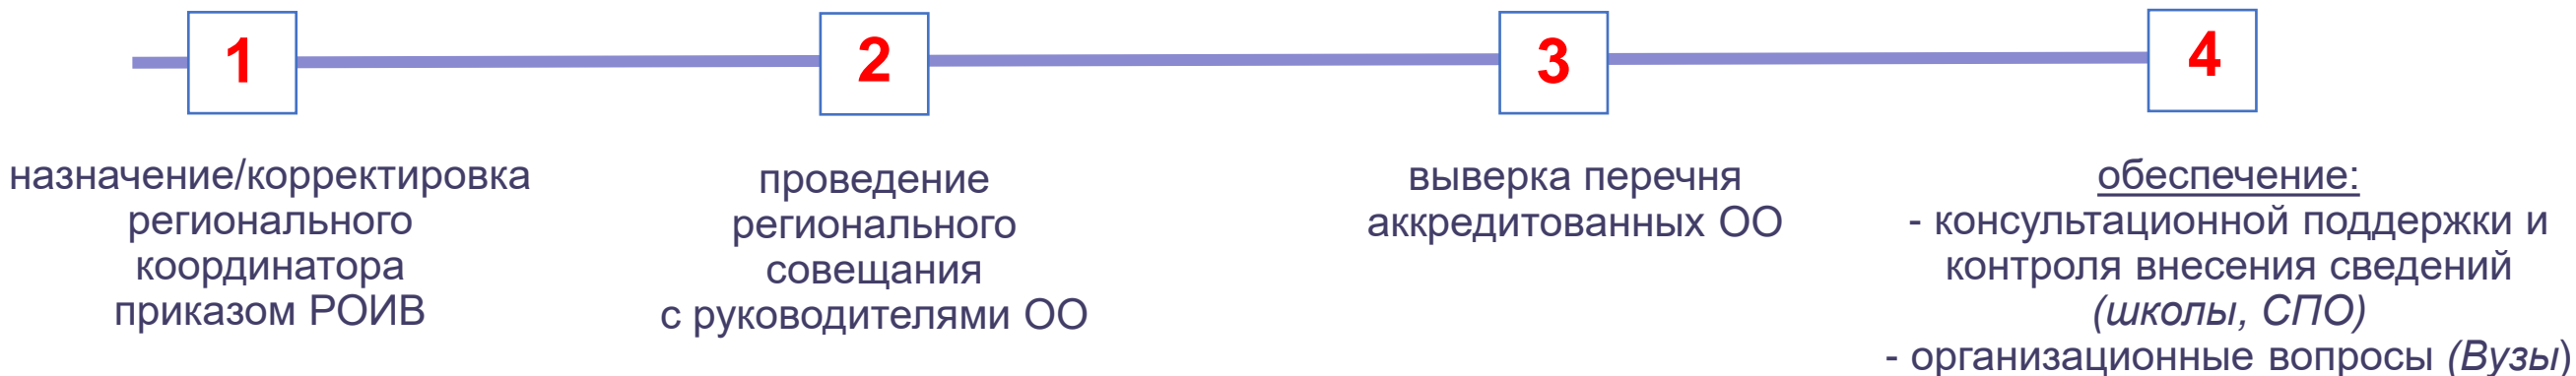 1
назначение/корректировка
регионального
координатора
приказом РОИВ
2
проведение
регионального
совещания
с руководителями ОО
3
выверка перечня
аккредитованных ОО
4
обеспечение:
- консультационной поддержки и
контроля внесения сведений
(школы, СПО)
- организационные вопросы (Вузы)